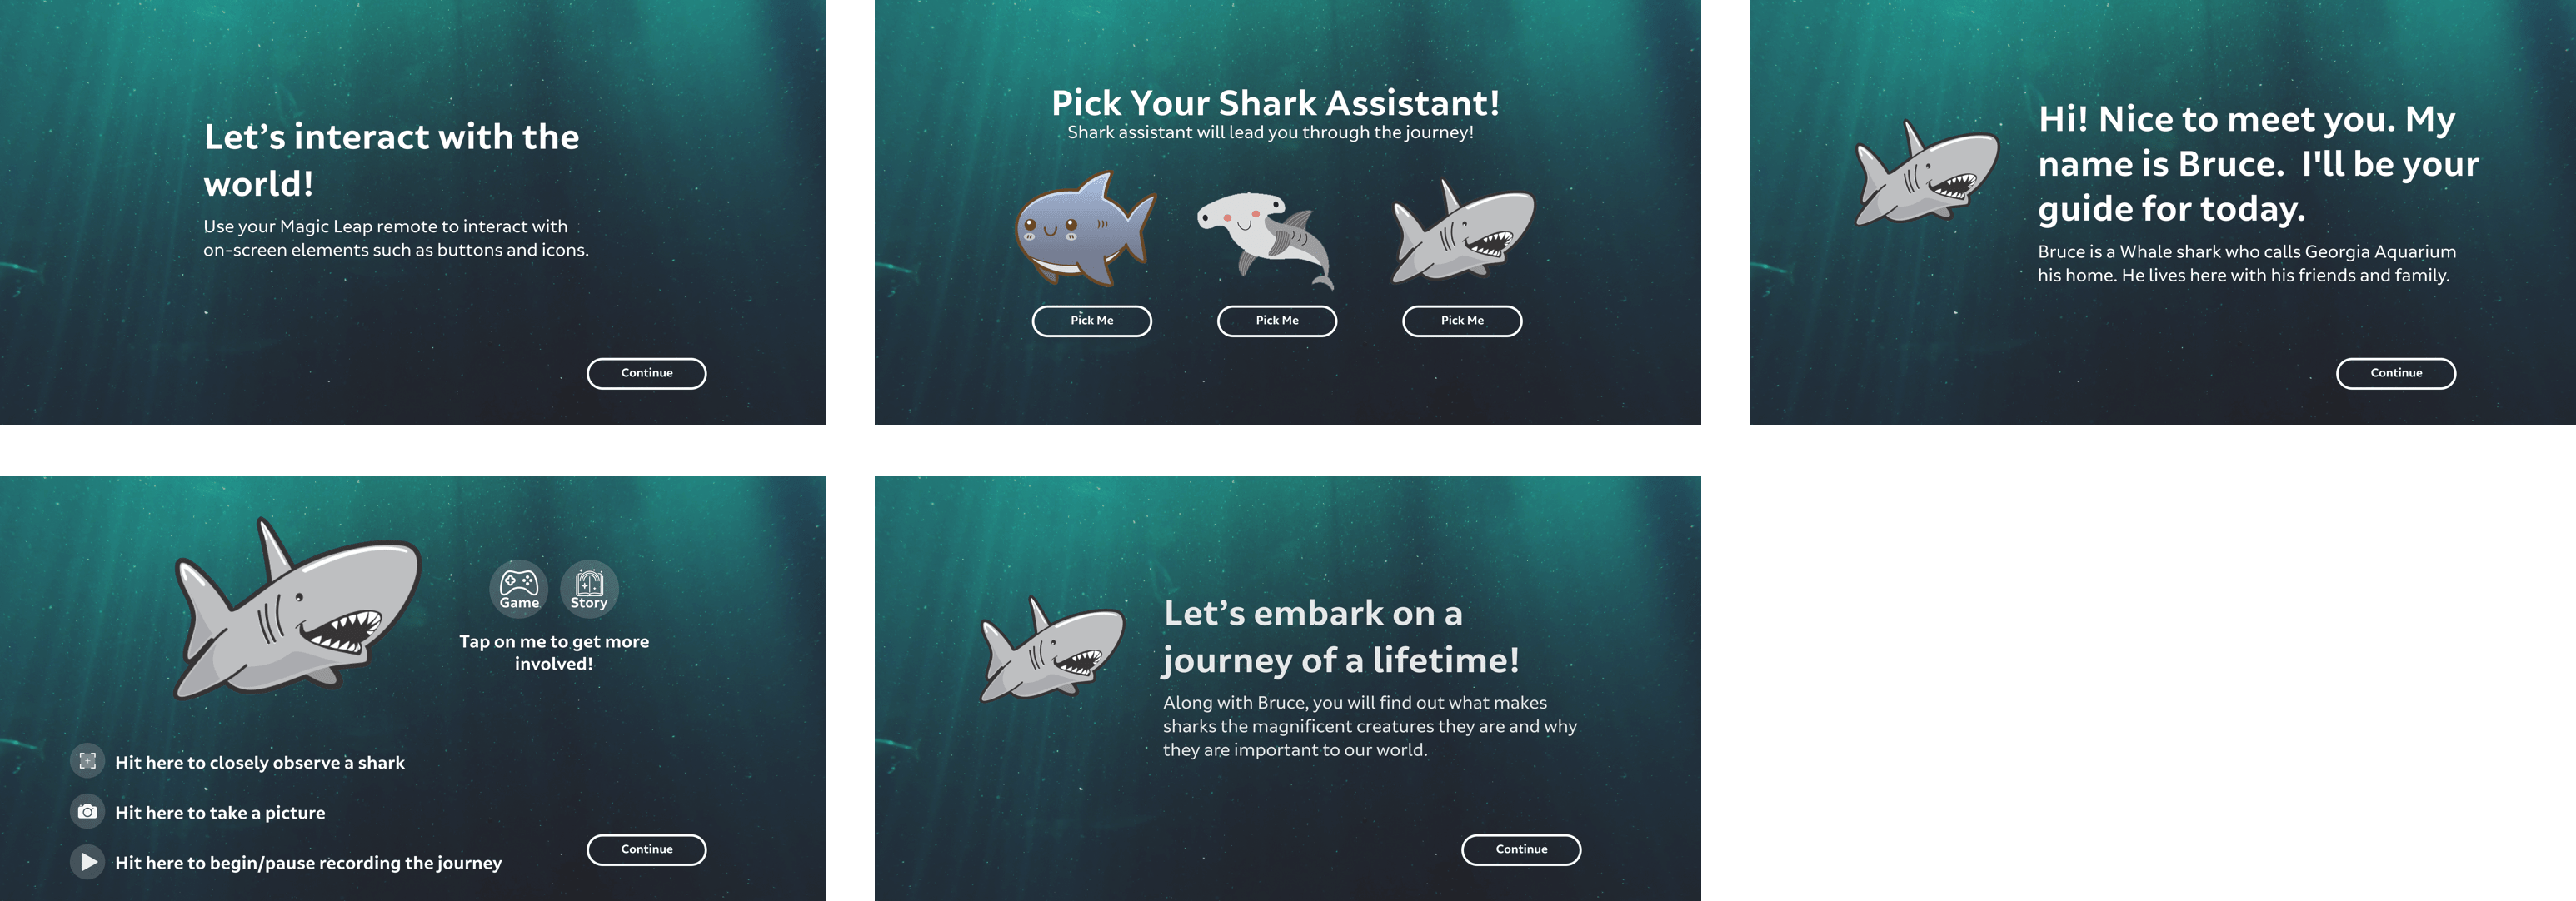 Let’s interact with the
world!
Use your Magic Leap remote to interact with
on-screen elements such as buttons and icons.
Continue
Pick Your Shark Assistant!
Shark assistant will lead you through the journey!
Pick Me
Pick Me
Pick Me
Hi! Nice to meet you. My
name is Bruce.  I'll be your
guide for today.
Bruce is a Whale shark who calls Georgia Aquarium
his home. He lives here with his friends and family.
Continue
Game
Story
Tap on me to get more
involved!
Hit here to closely observe a shark
Hit here to take a picture
Hit here to begin/pause recording the journey
Continue
Let’s embark on a
journey of a lifetime!
Along with Bruce, you will find out what makes
sharks the magnificent creatures they are and why
they are important to our world.
Continue